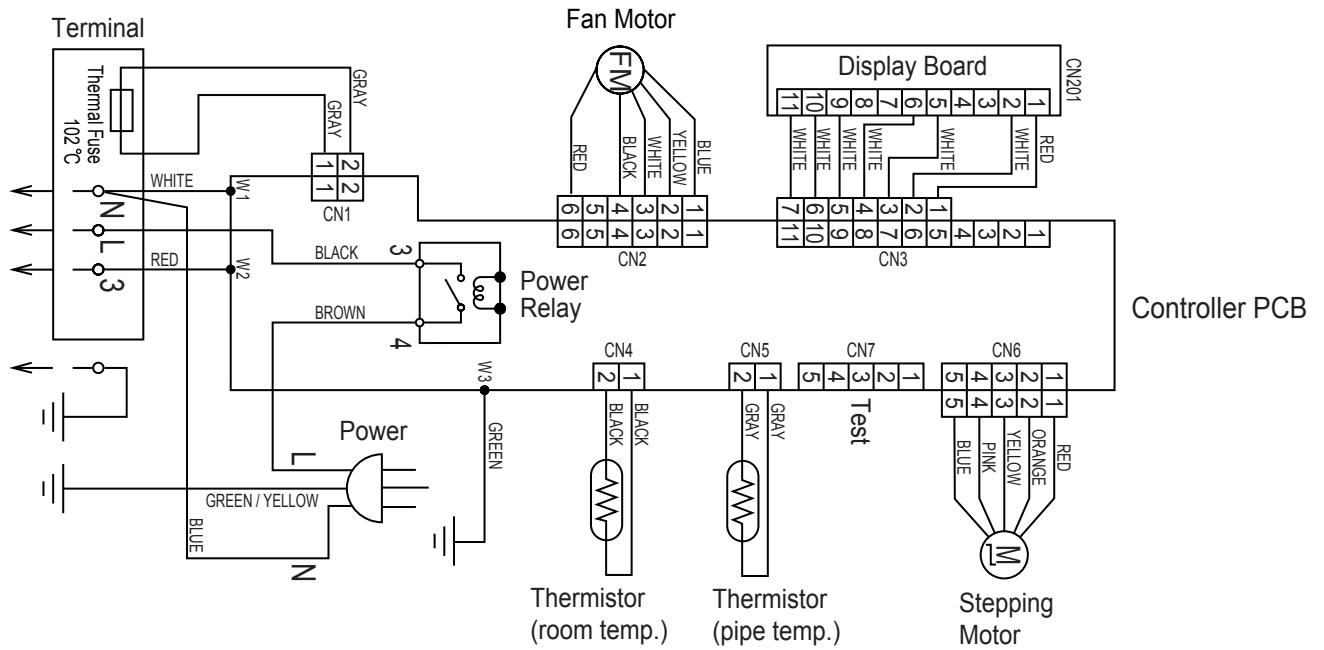 Terminal
Thermal Fuse
102 °C
GRAY
GRAY
1 2
1 2
CN1
WHITE
W1
N
L
BLACK
RED
W2
3
3
Power
Relay
BROWN
4
W3
GREEN
Power
L
GREEN / YELLOW
BLUE
N
Fan Motor
FM
RED
BLACK
WHITE
YELLOW
BLUE
6 5 4 3 2 1
6 5 4 3 2 1
CN2
Display Board
CN201
11 10 9 8 7 6 5 4 3 2 1
WHITE
WHITE
WHITE
WHITE
WHITE
WHITE
RED
7 6 5 4 3 2 1
11 10 9 8 7 6 5 4 3 2 1
CN3
Controller PCB
CN4
2 1
BLACK
BLACK
Thermistor
(room temp.)
CN5
2 1
GRAY
GRAY
Thermistor
(pipe temp.)
CN7
5 4 3 2 1
Test
CN6
5 4 3 2 1
5 4 3 2 1
BLUE
PINK
YELLOW
ORANGE
RED
M
Stepping
Motor